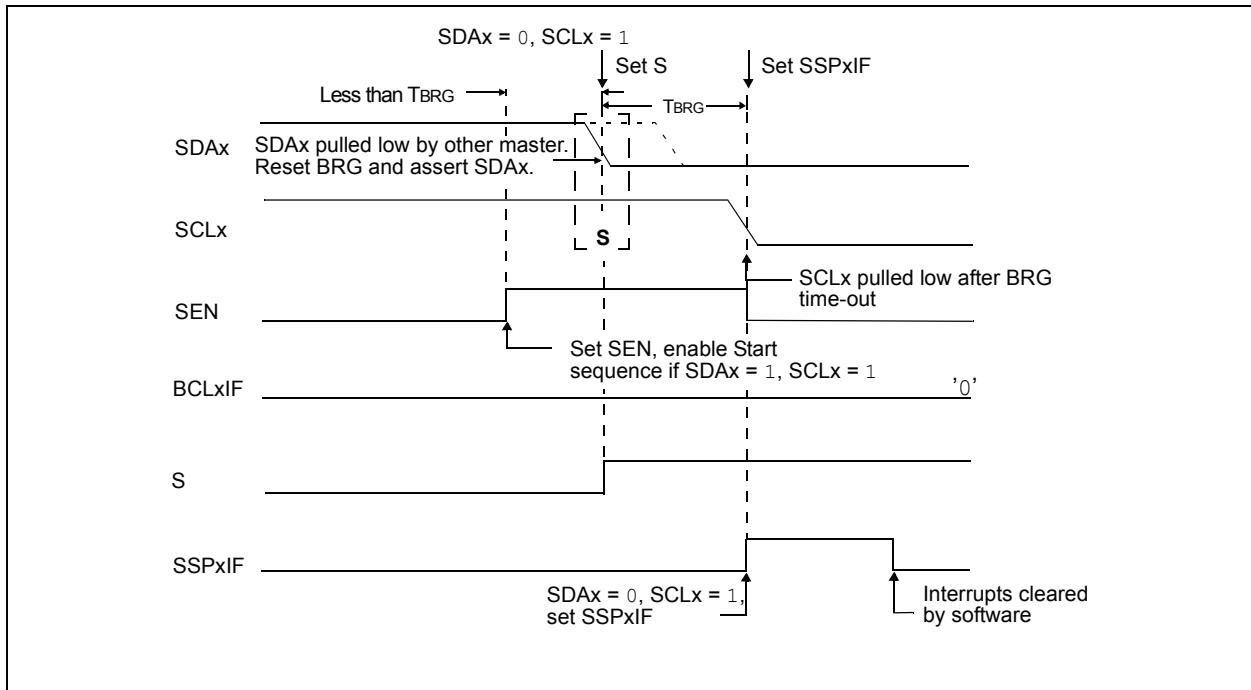 SDAx = 0, SCLx = 1
Set S
Set SSPxIF
Less than TBRG
TBRG
SDAx
SDAx pulled low by other master.
Reset BRG and assert SDAx.
SCLx
S
SCLx pulled low after BRG
time-out
SEN
Set SEN, enable Start
sequence if SDAx = 1, SCLx = 1
BCLxIF
'0'
S
SSPxIF
SDAx = 0, SCLx = 1,
set SSPxIF
Interrupts cleared
by software